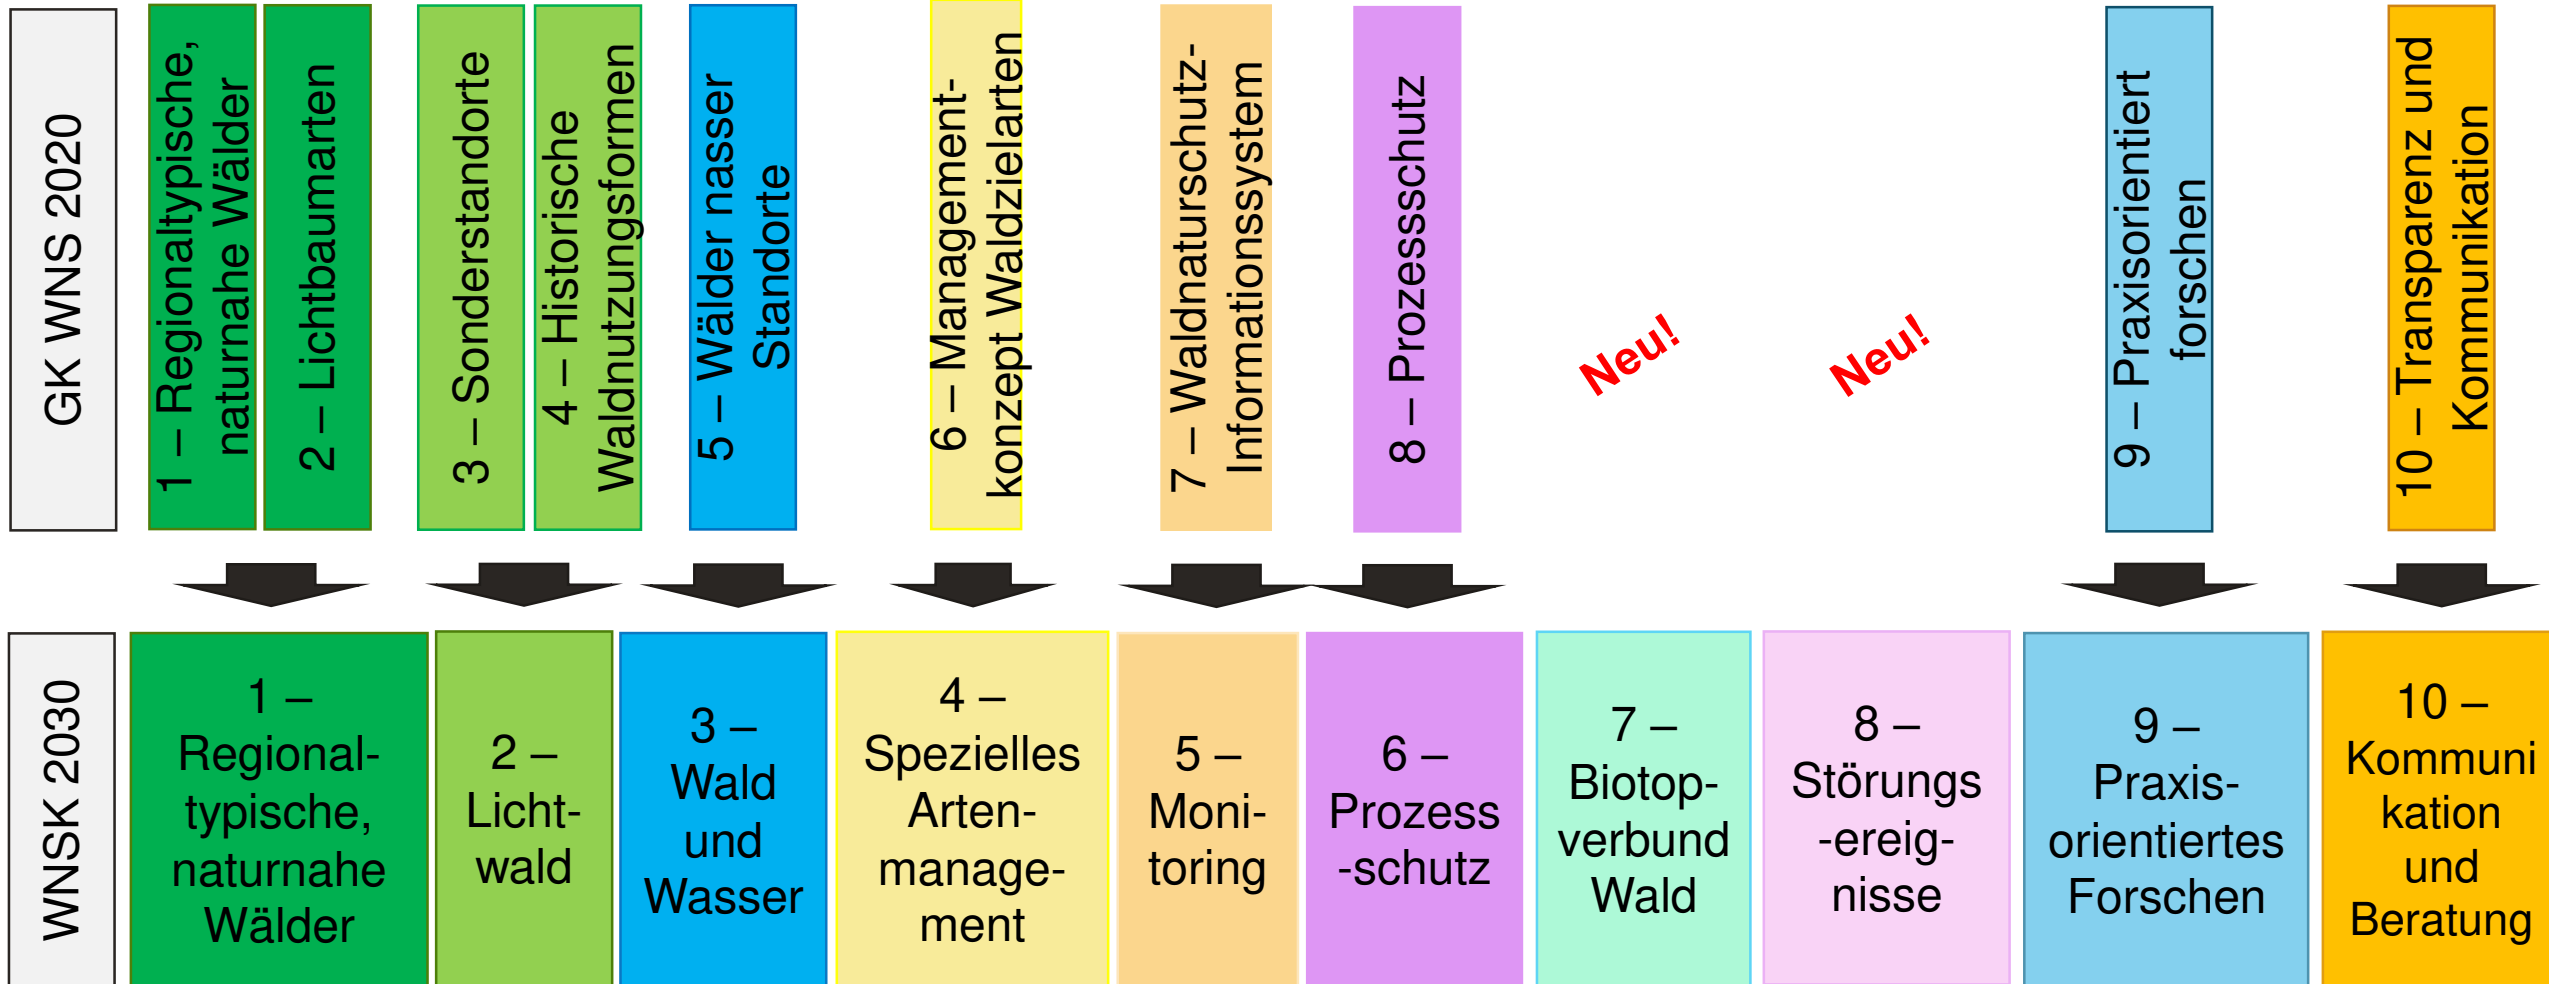 GK WNS 2020
1 – Regionaltypische,
naturnahe Wälder
2 – Lichtbaumarten
3 – Sonderstandorte
4 – Historische
Waldnutzungsformen
5 – Wälder nasser
Standorte
6 – Management-
konzept Waldzielarten
7 – Waldnaturschutz-
Informationssystem
8 – Prozessschutz
Neu!
Neu!
9 – Praxisorientiert
forschen
10 – Transparenz und
Kommunikation
WNSK 2030
1 –
Regional-
typische,
naturnahe
Wälder
2 –
Licht-
wald
3 –
Wald
und
Wasser
4 –
Spezielles
Arten-
manage-
ment
5 –
Moni-
toring
6 –
Prozess
-schutz
7 –
Biotop-
verbund
Wald
8 –
Störungs
-ereig-
nisse
9 –
Praxis-
orientiertes
Forschen
10 –
Kommuni
kation
und
Beratung